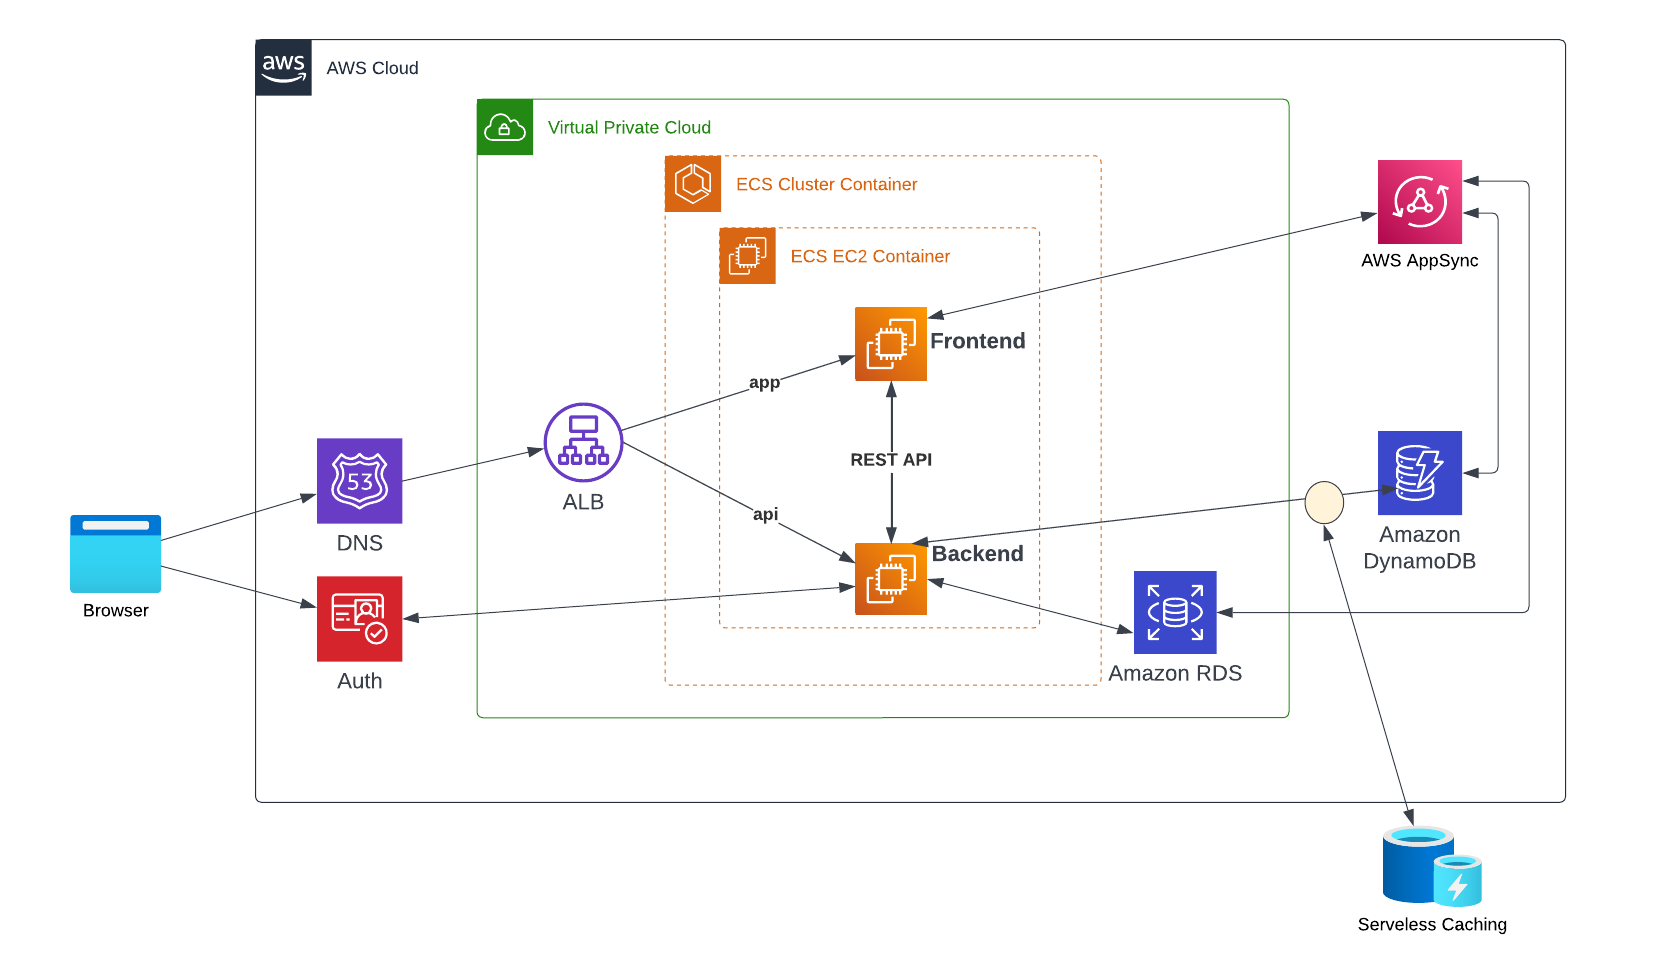 aws
AWS Cloud
Virtual Private Cloud
ECS Cluster Container
ECS EC2 Container
AWS AppSync
Frontend
app
REST API
53
DNS
ALB
api
Backend
Amazon
DynamoDB
Browser
Auth
Amazon RDS
Serveless Caching